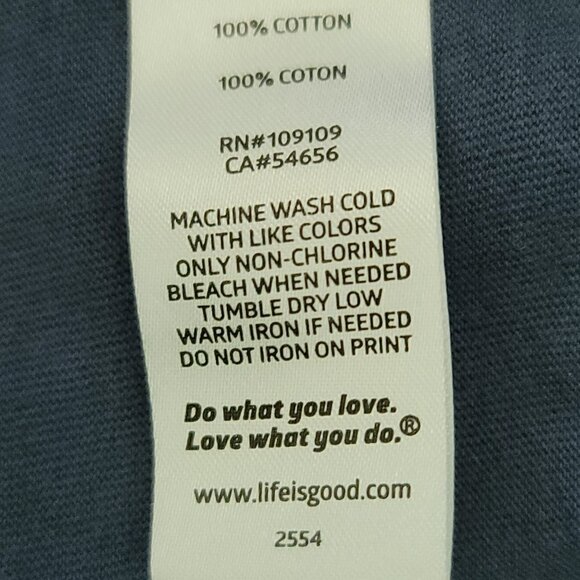 100% COTTON
100% COTON
RN#109109
CA#54656
MACHINE WASH COLD
WITH LIKE COLORS
ONLY NON-CHLORINE
BLEACH WHEN NEEDED
TUMBLE DRY LOW
WARM IRON IF NEEDED
DO NOT IRON ON PRINT
Do what you love.
Love what you do.®
www.lifeisgood.com
2554